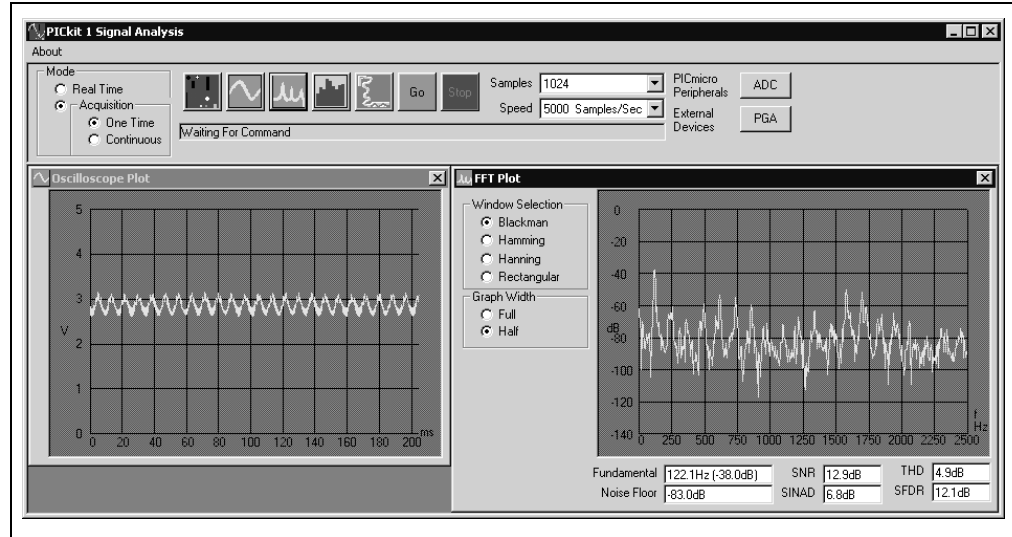 PICkit 1 Signal Analysis
About
Mode
Real Time
Acquisition
One Time
Continuous
Go
Stop
Samples 1024
Speed 5000 Samples/Sec
PICmicro
Peripherals
ADC
External
Devices
PGA
Waiting For Command
Oscilloscope Plot
5
4
3
V
2
1
0
0 20 40 60 80 100 120 140 160 180 200 ms
FFT Plot
Window Selection
Blackman
Hamming
Hanning
Rectangular
Graph Width
Full
Half
0
-20
-40
-60
dB
-80
-100
-120
-140
f
Hz
0 250 500 750 1000 1250 1500 1750 2000 2250 2500
Fundamental 122.1Hz (-38.0dB) SNR 12.9dB THD 4.9dB
Noise Floor -83.0dB SINAD 6.8dB SFDR 12.1dB